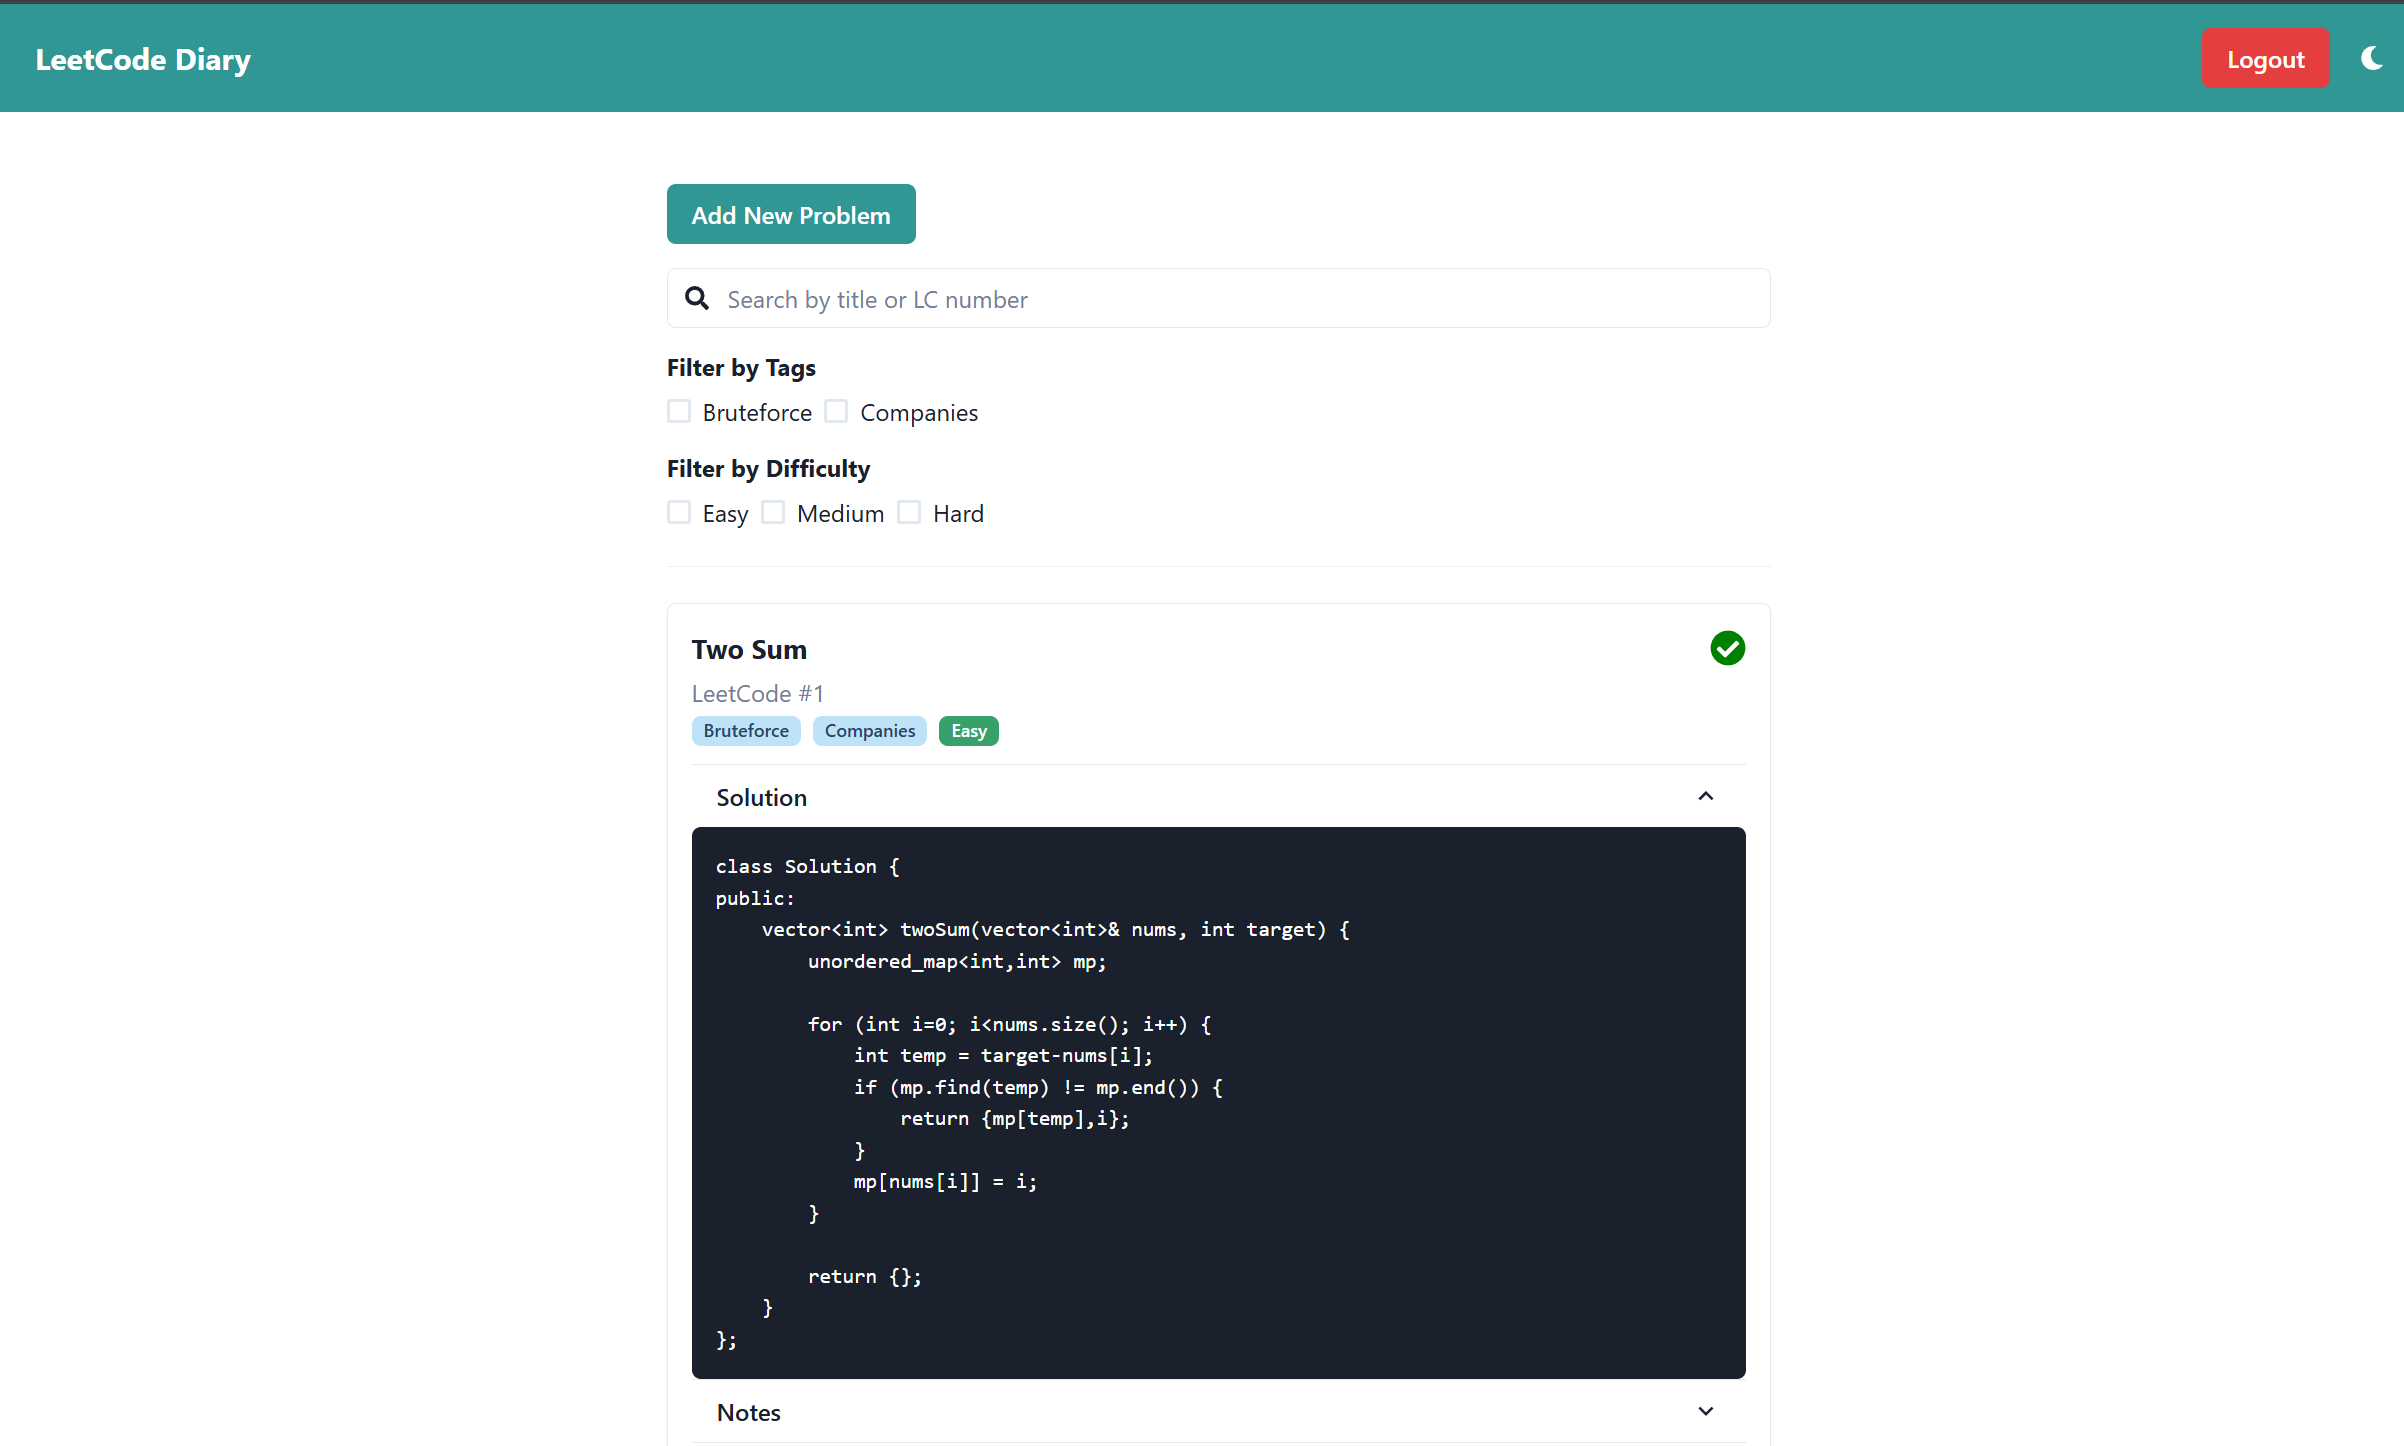 LeetCode Diary
Logout
Add New Problem
Search by title or LC number
Filter by Tags
Bruteforce Companies
Filter by Difficulty
Easy Medium Hard
Two Sum
LeetCode #1
Bruteforce Companies Easy
Solution
class Solution {
public:
    vector<int> twoSum(vector<int>& nums, int target) {
        unordered_map<int,int> mp;

        for (int i=0; i<nums.size(); i++) {
            int temp = target-nums[i];
            if (mp.find(temp) != mp.end()) {
                return {mp[temp],i};
            }
            mp[nums[i]] = i;
        }

        return {};
    }
};
Notes